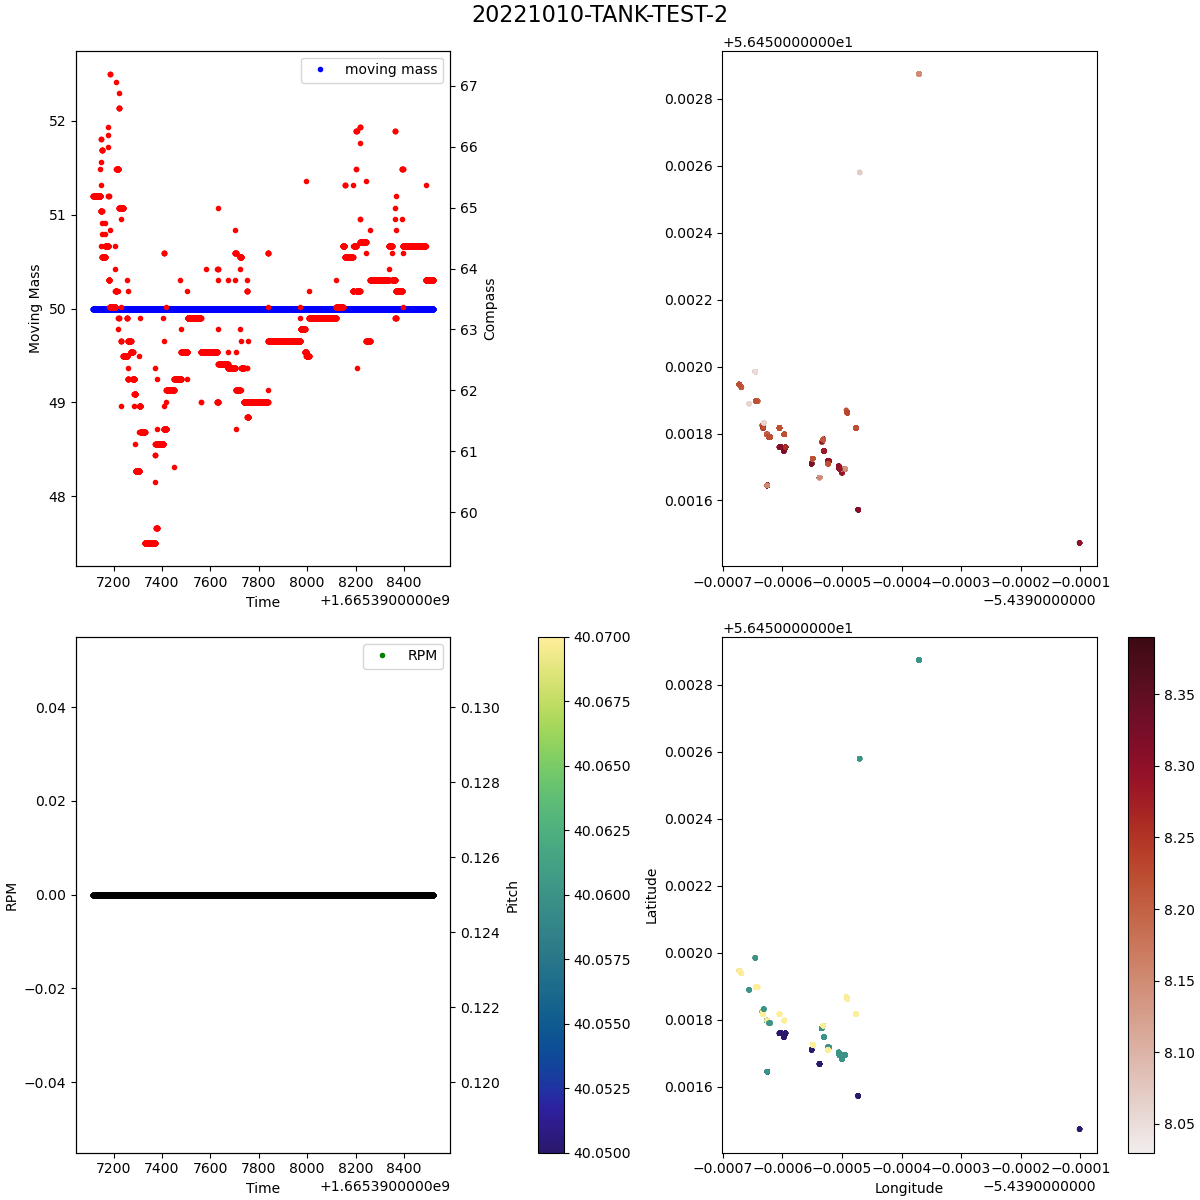 20221010-TANK-TEST-2
moving mass
52
51
50
49
48
Moving Mass
67
66
65
64
63
62
61
60
Compass
7200 7400 7600 7800 8000 8200 8400
Time
+1.6653900000e9
+5.6450000000e1
0.0028
0.0026
0.0024
0.0022
0.0020
0.0018
0.0016
−0.0007 −0.0006 −0.0005 −0.0004 −0.0003 −0.0002 −0.0001
−5.4390000000
RPM
0.04
0.02
0.00
−0.02
−0.04
RPM
0.130
0.128
0.126
0.124
0.122
0.120
Pitch
7200 7400 7600 7800 8000 8200 8400
Time
+1.6653900000e9
40.0700
40.0675
40.0650
40.0625
40.0600
40.0575
40.0550
40.0525
40.0500
+5.6450000000e1
0.0028
0.0026
0.0024
0.0022
0.0020
0.0018
0.0016
Latitude
−0.0007 −0.0006 −0.0005 −0.0004 −0.0003 −0.0002 −0.0001
Longitude
−5.4390000000
8.35
8.30
8.25
8.20
8.15
8.10
8.05